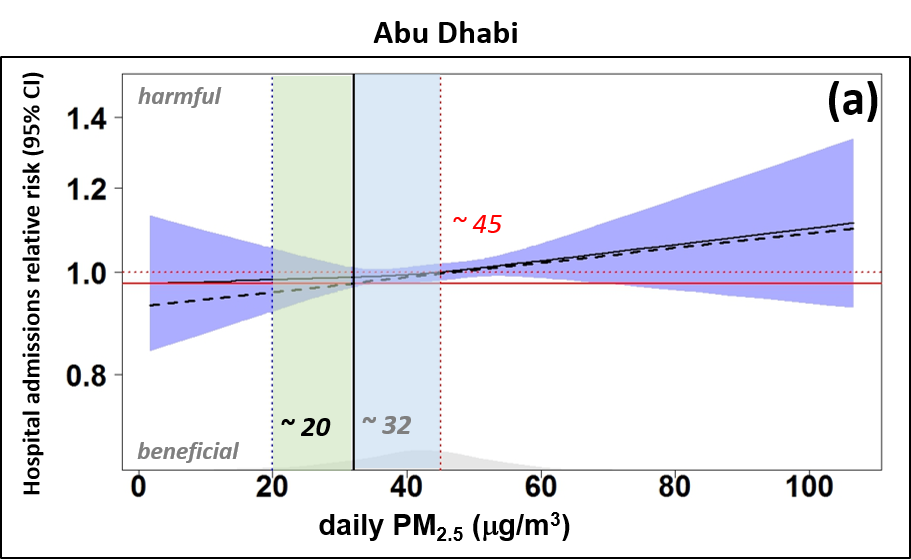 Abu Dhabi
Hospital admissions relative risk (95% CI)
harmful
(a)
1.4
1.2
1.0
0.8
~ 45
~ 20
~ 32
beneficial
0 20 40 60 80 100
daily PM2.5 (μg/m3)